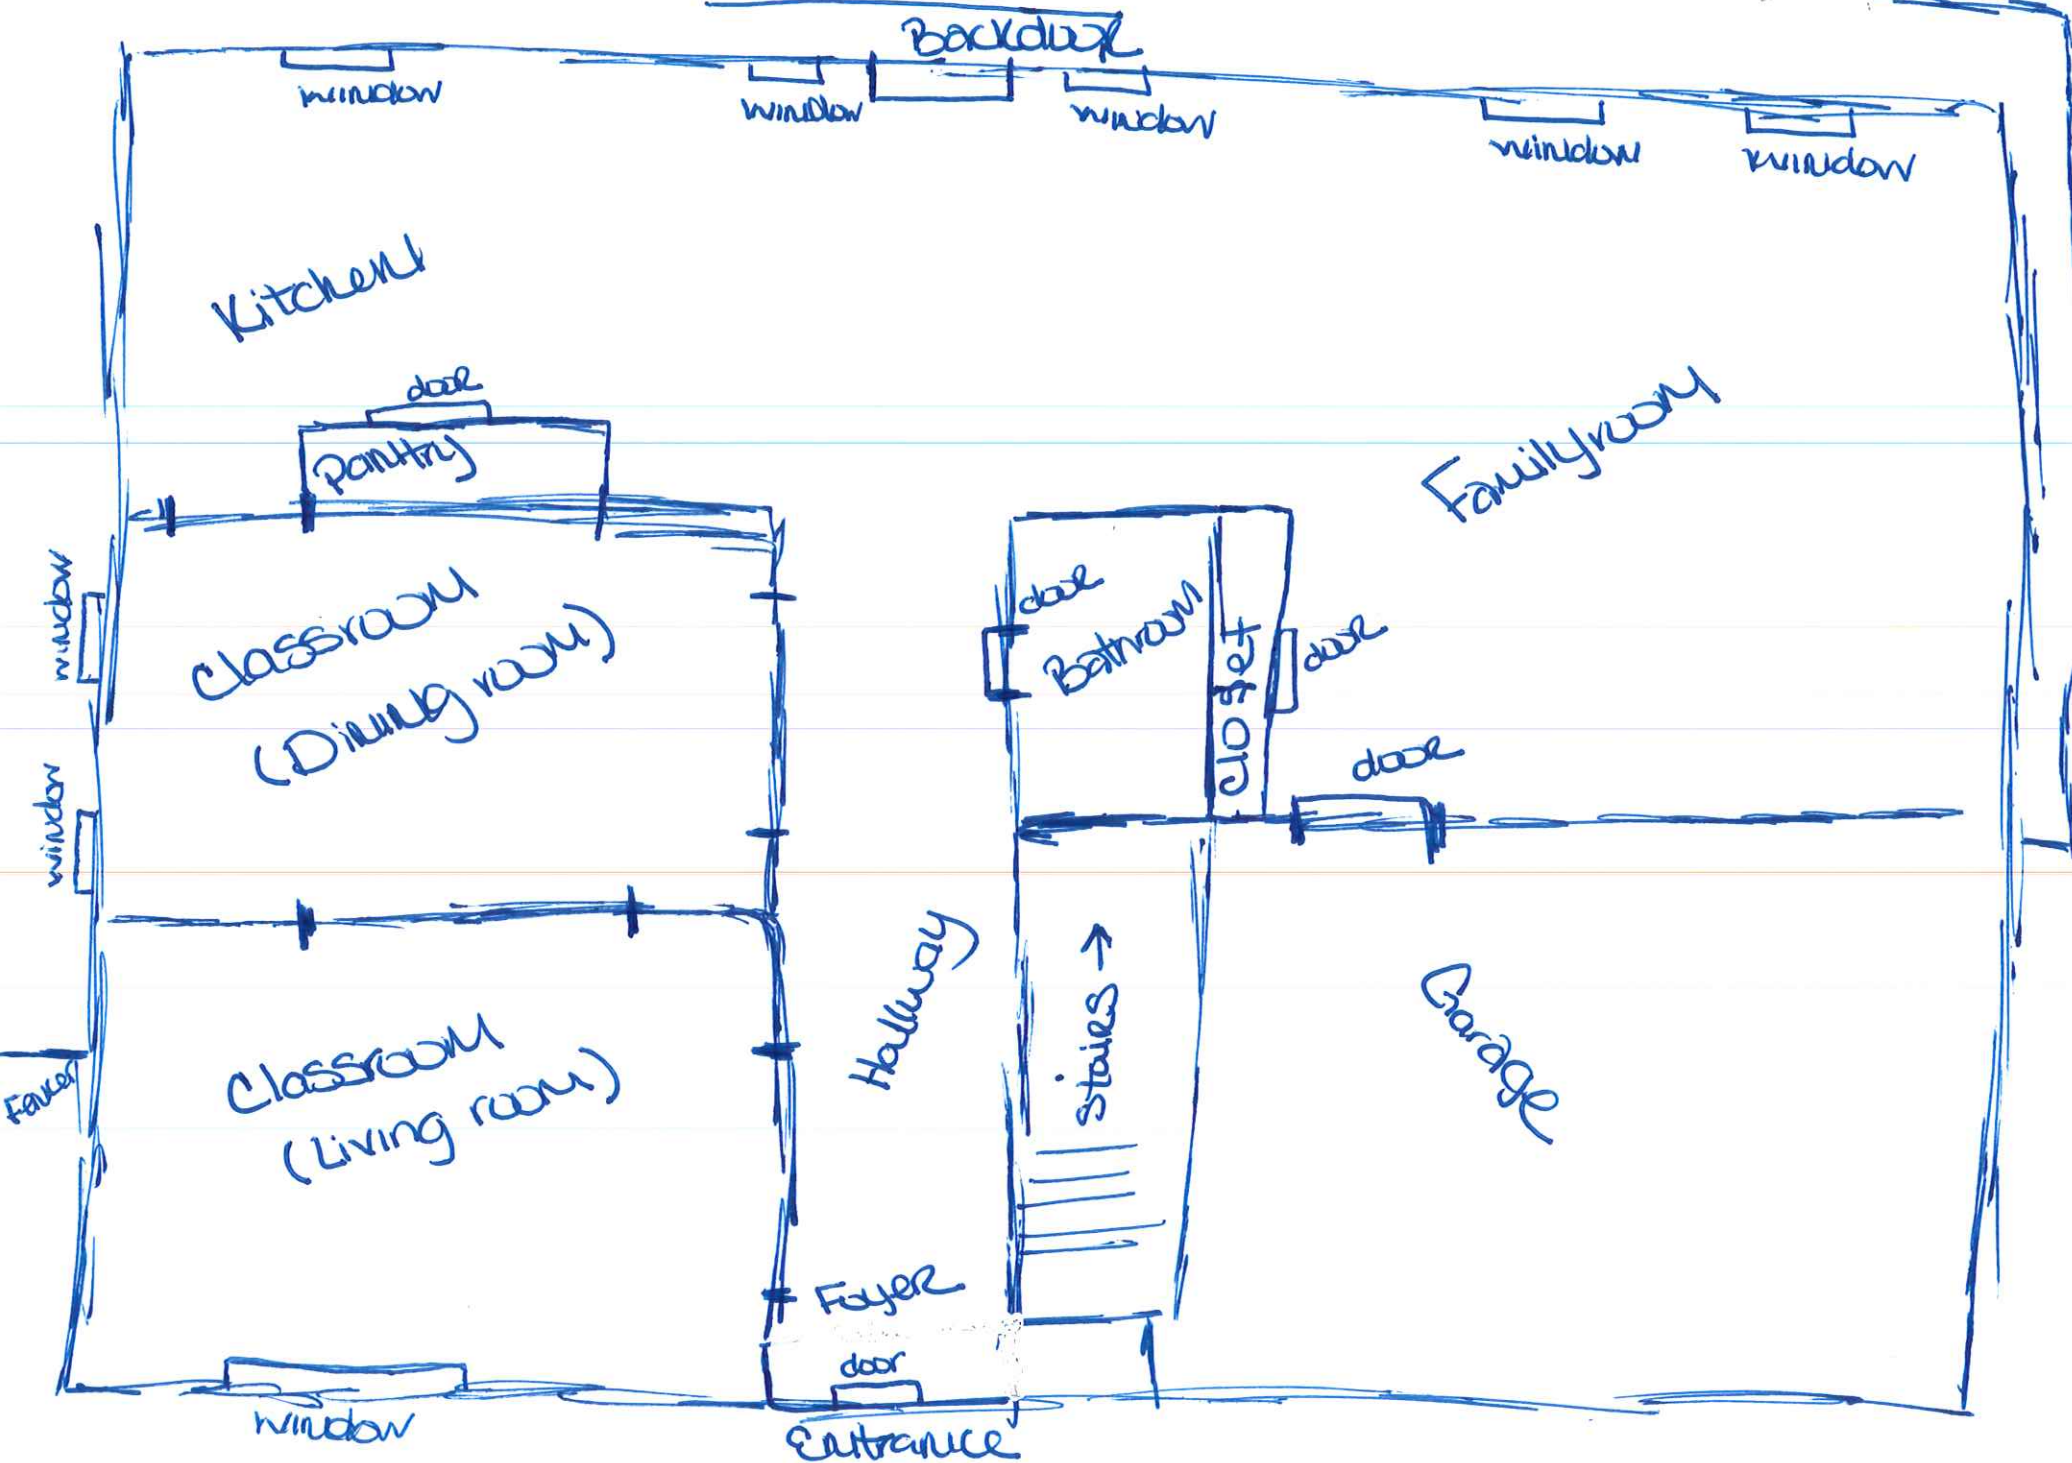 Backdoor
window
window
window
window
window
Kitchen
door
Pantry
Familyroom
window
Classroom
(Dining room)
door
Bathroom
Closet
door
door
window
Hallway
Stairs →
Garage
Fence
Classroom
(Living room)
Foyer
door
window
Entrance